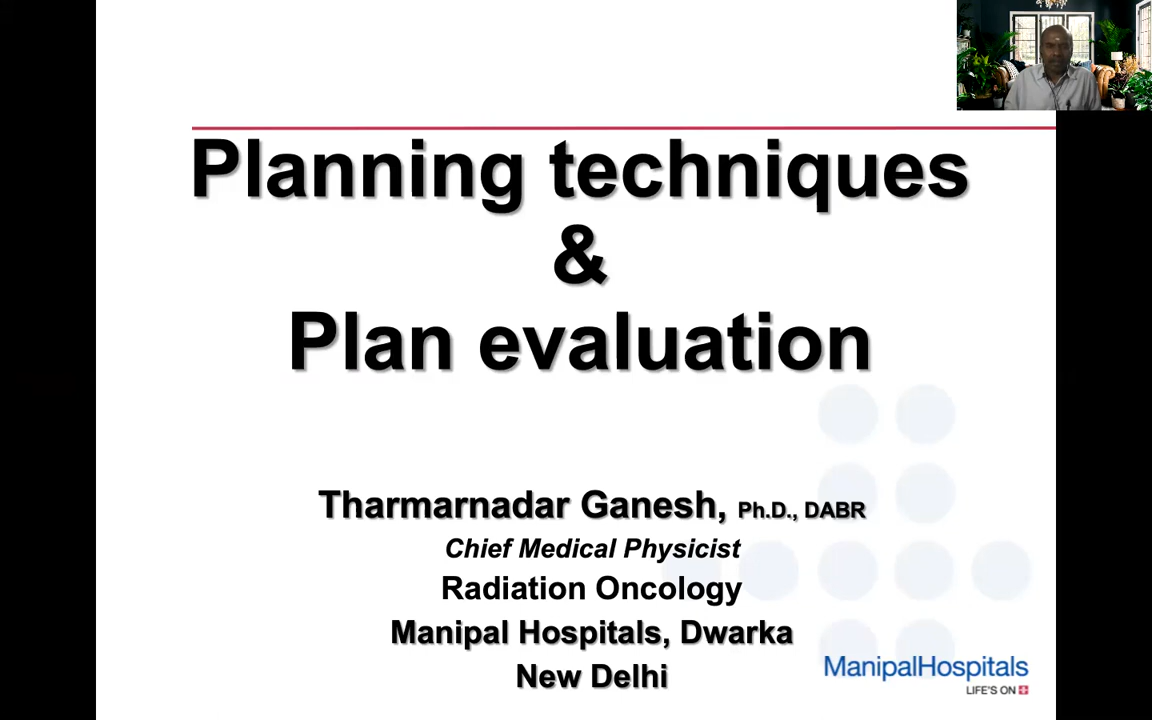 Planning techniques
&
Plan evaluation
Tharmarnadar Ganesh, Ph.D., DABR
Chief Medical Physicist
Radiation Oncology
Manipal Hospitals, Dwarka
New Delhi
ManipalHospitals
LIFE'S ON